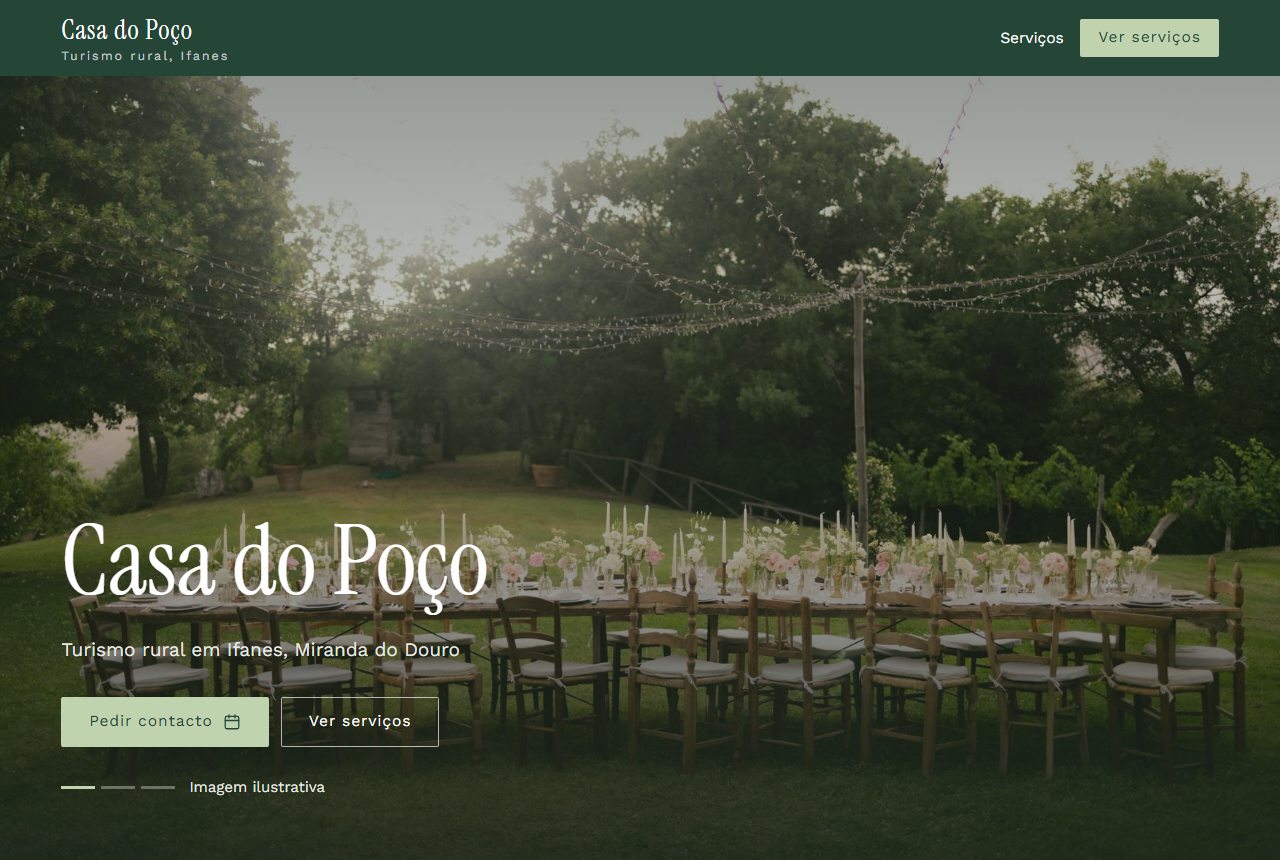 Casa do Poço
Turismo rural, Ifanes
Serviços
Ver serviços
Casa do Poço
Turismo rural em Ifanes, Miranda do Douro
Pedir contacto
Ver serviços
Imagem ilustrativa